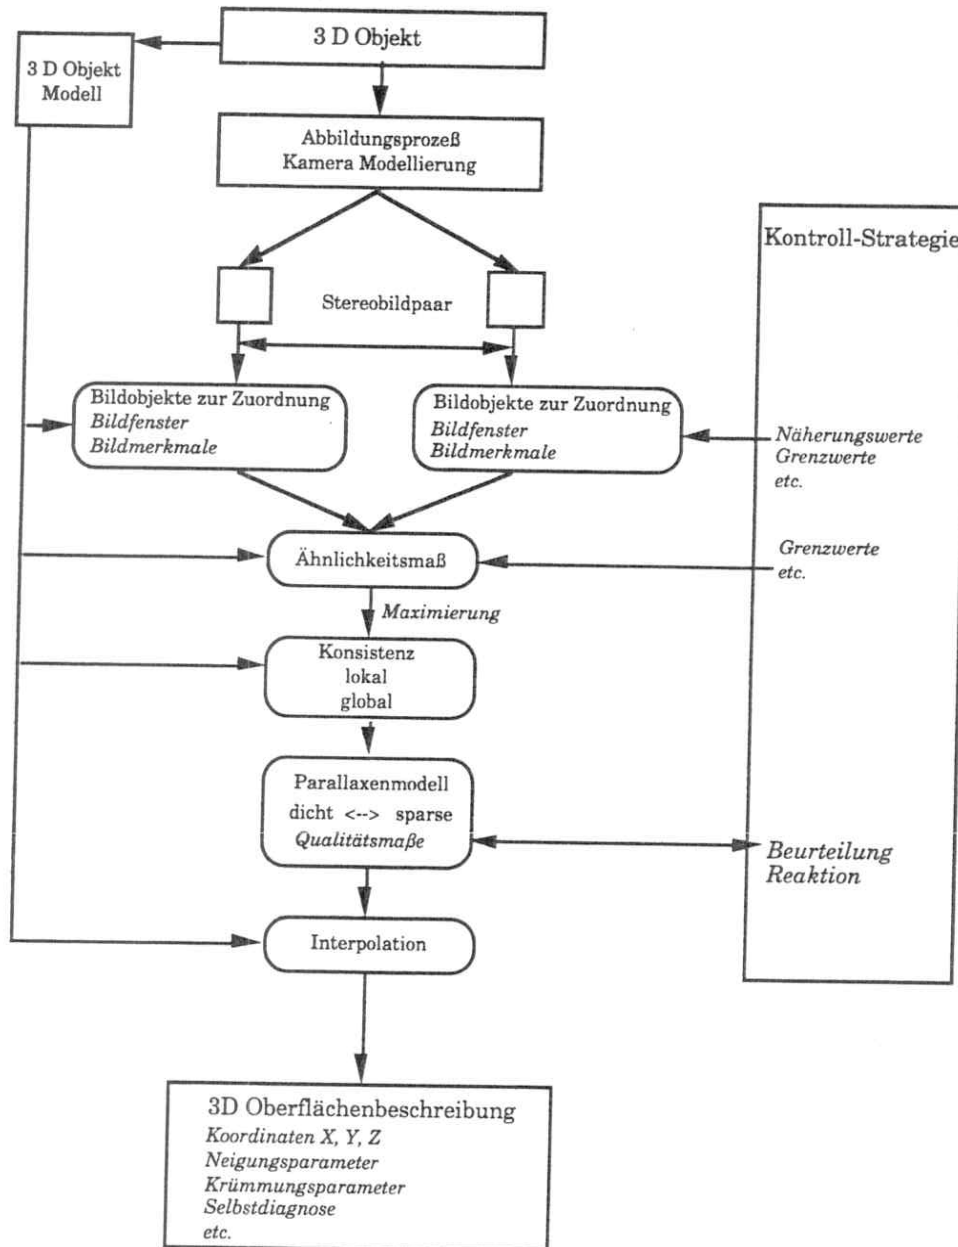 3 D Objekt
3 D Objekt
Modell
Abbildungsprozeß
Kamera Modellierung
Kontroll-Strategie
Stereobildpaar
Bildobjekte zur Zuordnung
Bildfenster
Bildmerkmale
Bildobjekte zur Zuordnung
Bildfenster
Bildmerkmale
Näherungswerte
Grenzwerte
etc.
Ähnlichkeitsmaß
Grenzwerte
etc.
Maximierung
Konsistenz
lokal
global
Parallaxenmodell
dicht <--> sparse
Qualitätsmaße
Beurteilung
Reaktion
Interpolation
3D Oberflächenbeschreibung
Koordinaten X, Y, Z
Neigungsparameter
Krümmungsparameter
Selbstdiagnose
etc.